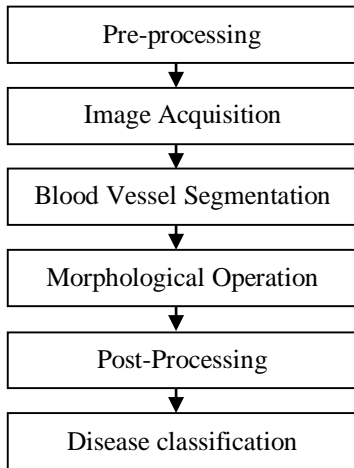 Pre-processing
Image Acquisition
Blood Vessel Segmentation
Morphological Operation
Post-Processing
Disease classification